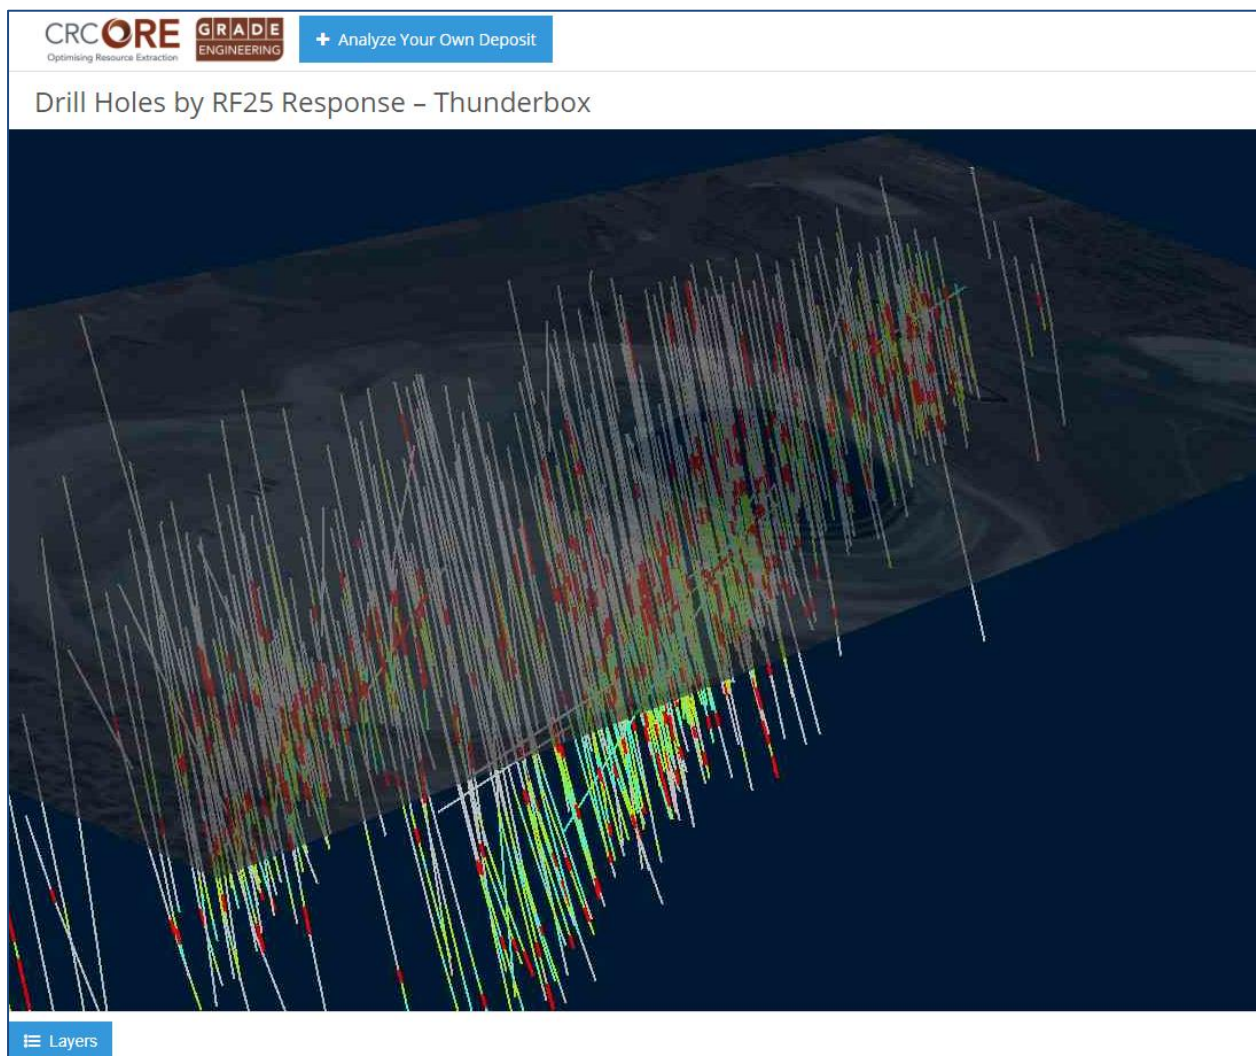 CRCORE
Optimising Resource Extraction
GRADE
ENGINEERING
+ Analyze Your Own Deposit
Drill Holes by RF25 Response – Thunderbox
Layers